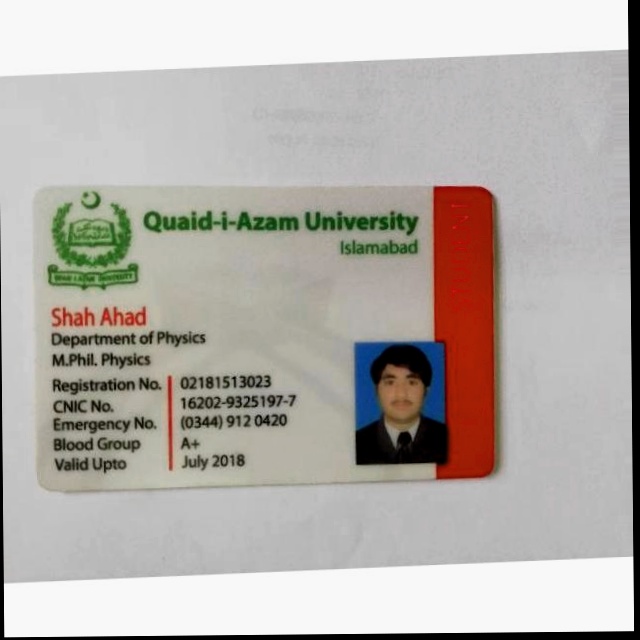 Quaid-i-Azam University
Islamabad
Shah Ahad
Department of Physics
M.Phil. Physics
Registration No. 02181513023
CNIC No. 16202-9325197-7
Emergency No. (0344) 912 0420
Blood Group A+
Valid Upto July 2018